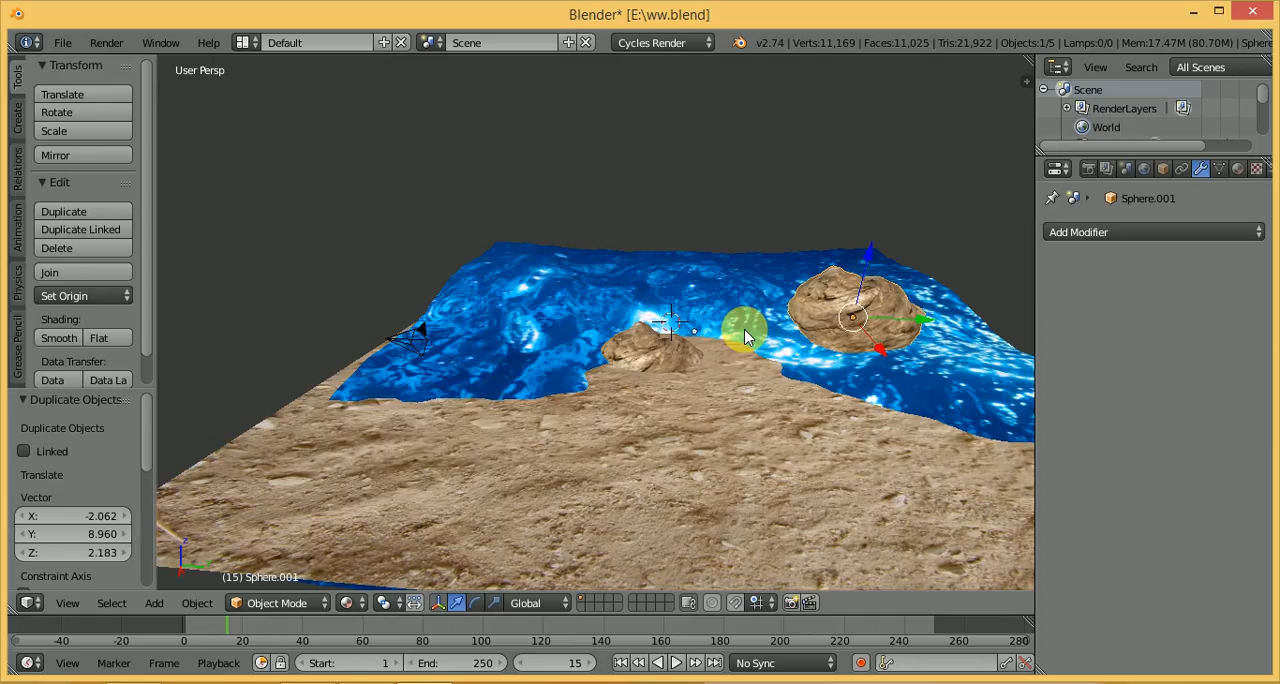 Blender* [E:\ww.blend]
File Render Window Help Default Scene Cycles Render v2.74 | Verts:11,169 | Faces:11,025 | Tris:21,922 | Objects:1/5 | Lamps:0/0 | Mem:17.47M (80.70M) | Sphere
Tools
Create
Relations
Animation
Physics
Grease Pencil
Transform
Translate
Rotate
Scale
Mirror
Edit
Duplicate
Duplicate Linked
Delete
Join
Set Origin
Shading:
Smooth Flat
Data Transfer:
Data Data La
Duplicate Objects
Duplicate Objects
Linked
Translate
Vector
X: -2.062
Y: 8.960
Z: 2.183
Constraint Axis
User Persp
(15) Sphere.001
View Search All Scenes
Scene
RenderLayers
World
Sphere.001
Add Modifier
View Select Add Object Object Mode Global
-40 -20 0 20 40 60 80 100 120 140 160 180 200 220 240 260 280
View Marker Frame Playback Start: 1 End: 250 15 No Sync